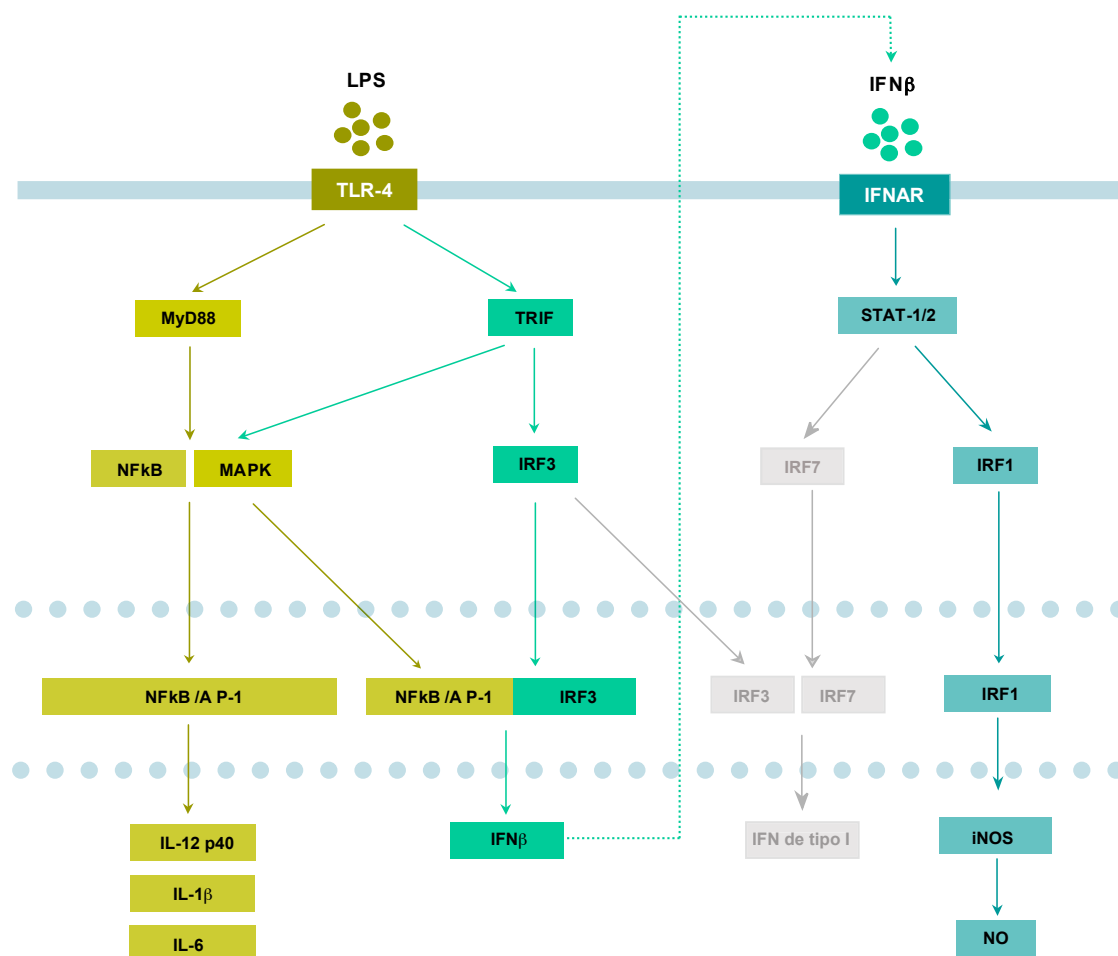 LPS
IFNβ
TLR-4
IFNAR
MyD88
TRIF
STAT-1/2
NFkB
MAPK
IRF3
IRF7
IRF1
NFkB /A P-1
NFkB /A P-1
IRF3
IRF3
IRF7
IRF1
IL-12 p40
IFNβ
IFN de tipo I
iNOS
IL-1β
IL-6
NO